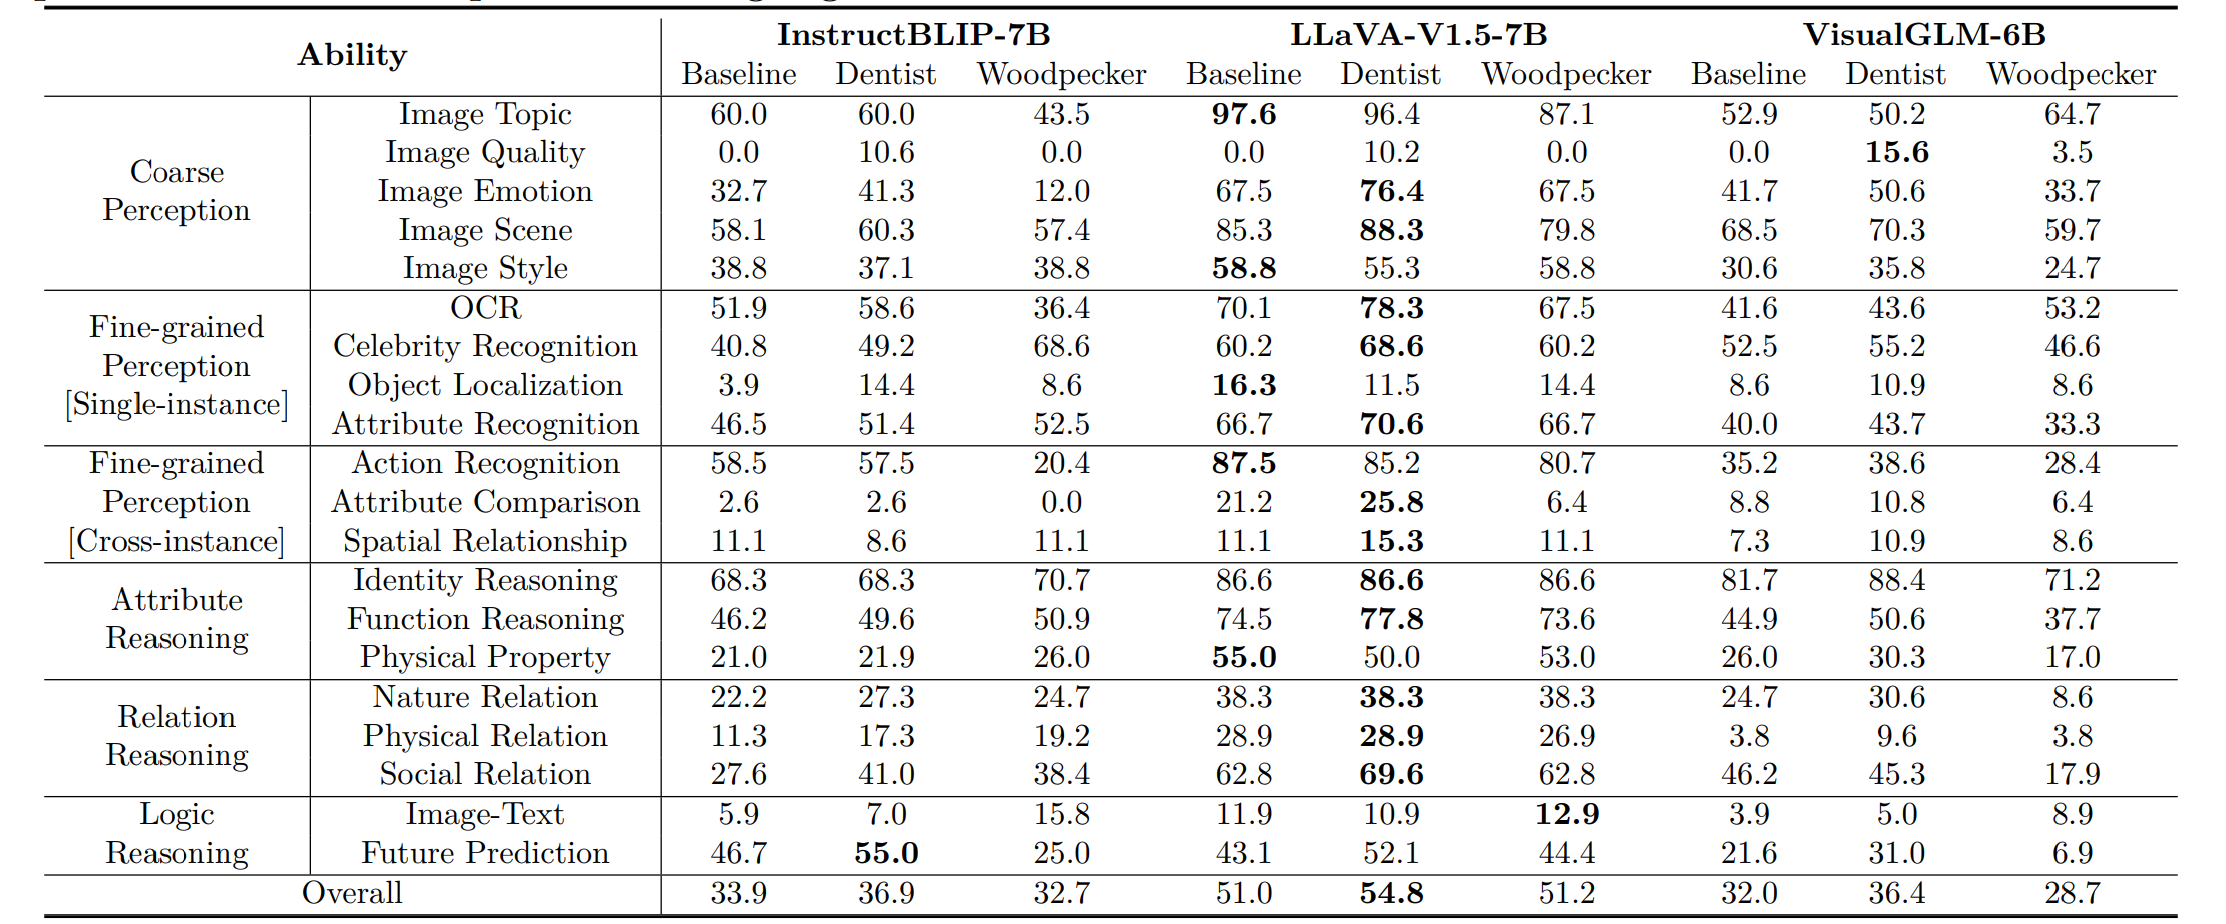 Ability InstructBLIP-7B LLaVA-V1.5-7B VisualGLM-6B
Baseline Dentist Woodpecker Baseline Dentist Woodpecker Baseline Dentist Woodpecker
Coarse Perception
Image Topic 60.0 60.0 43.5 97.6 96.4 87.1 52.9 50.2 64.7
Image Quality 0.0 10.6 0.0 0.0 10.2 0.0 0.0 15.6 3.5
Image Emotion 32.7 41.3 12.0 67.5 76.4 67.5 41.7 50.6 33.7
Image Scene 58.1 60.3 57.4 85.3 88.3 79.8 68.5 70.3 59.7
Image Style 38.8 37.1 38.8 58.8 55.3 58.8 30.6 35.8 24.7
Fine-grained Perception [Single-instance]
OCR 51.9 58.6 36.4 70.1 78.3 67.5 41.6 43.6 53.2
Celebrity Recognition 40.8 49.2 68.6 60.2 68.6 60.2 52.5 55.2 46.6
Object Localization 3.9 14.4 8.6 16.3 11.5 14.4 8.6 10.9 8.6
Attribute Recognition 46.5 51.4 52.5 66.7 70.6 66.7 40.0 43.7 33.3
Fine-grained Perception [Cross-instance]
Action Recognition 58.5 57.5 20.4 87.5 85.2 80.7 35.2 38.6 28.4
Attribute Comparison 2.6 2.6 0.0 21.2 25.8 6.4 8.8 10.8 6.4
Spatial Relationship 11.1 8.6 11.1 11.1 15.3 11.1 7.3 10.9 8.6
Attribute Reasoning
Identity Reasoning 68.3 68.3 70.7 86.6 86.6 86.6 81.7 88.4 71.2
Function Reasoning 46.2 49.6 50.9 74.5 77.8 73.6 44.9 50.6 37.7
Physical Property 21.0 21.9 26.0 55.0 50.0 53.0 26.0 30.3 17.0
Relation Reasoning
Nature Relation 22.2 27.3 24.7 38.3 38.3 38.3 24.7 30.6 8.6
Physical Relation 11.3 17.3 19.2 28.9 28.9 26.9 3.8 9.6 3.8
Social Relation 27.6 41.0 38.4 62.8 69.6 62.8 46.2 45.3 17.9
Logic Reasoning
Image-Text 5.9 7.0 15.8 11.9 10.9 12.9 3.9 5.0 8.9
Future Prediction 46.7 55.0 25.0 43.1 52.1 44.4 21.6 31.0 6.9
Overall 33.9 36.9 32.7 51.0 54.8 51.2 32.0 36.4 28.7